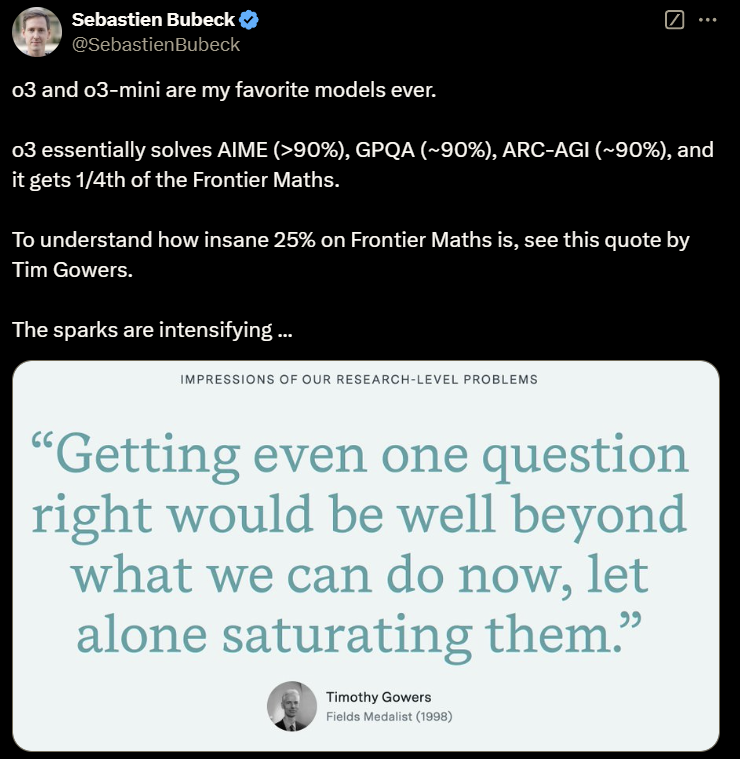 Sebastien Bubeck
@SebastienBubeck
o3 and o3-mini are my favorite models ever.
o3 essentially solves AIME (>90%), GPQA (~90%), ARC-AGI (~90%), and
it gets 1/4th of the Frontier Maths.
To understand how insane 25% on Frontier Maths is, see this quote by
Tim Gowers.
The sparks are intensifying ...
IMPRESSIONS OF OUR RESEARCH-LEVEL PROBLEMS
“Getting even one question
right would be well beyond
what we can do now, let
alone saturating them.”
Timothy Gowers
Fields Medalist (1998)